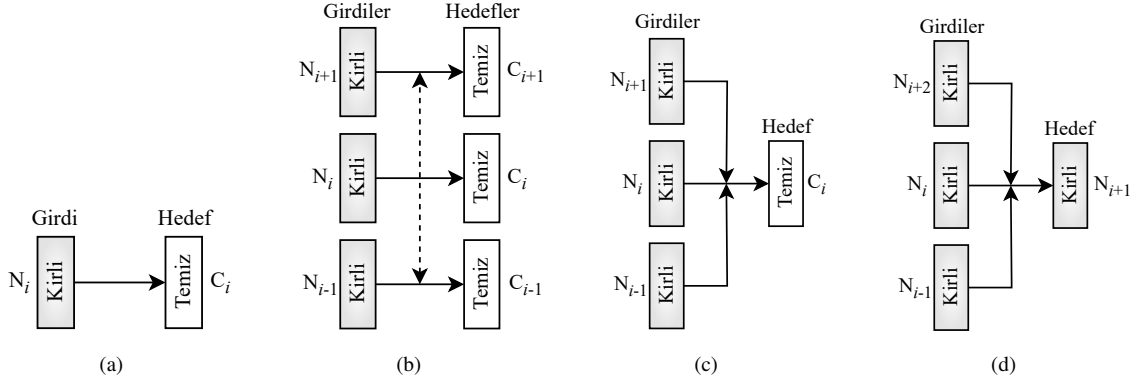 Girdi
Hedef
N_i
Kirli
Temiz
C_i
(a)
Girdiler
Hedefler
N_{i+1}
Kirli
Temiz
C_{i+1}
N_i
Kirli
Temiz
C_i
N_{i-1}
Kirli
Temiz
C_{i-1}
(b)
Girdiler
N_{i+1}
Kirli
Hedef
N_i
Kirli
Temiz
C_i
N_{i-1}
Kirli
(c)
Girdiler
N_{i+2}
Kirli
Hedef
N_i
Kirli
Kirli
N_{i+1}
N_{i-1}
Kirli
(d)